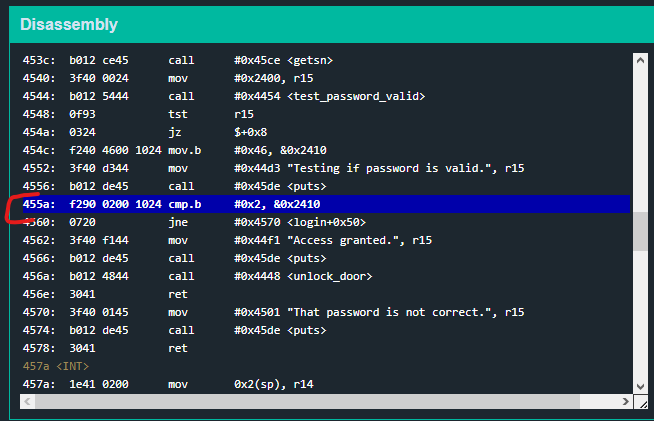 Disassembly
453c: b012 ce45 call #0x45ce <getsn>
4540: 3f40 0024 mov #0x2400, r15
4544: b012 5444 call #0x4454 <test_password_valid>
4548: 0f93 tst r15
454a: 0324 jz $+0x8
454c: f240 4600 1024 mov.b #0x46, &0x2410
4552: 3f40 d344 mov #0x44d3 "Testing if password is valid.", r15
4556: b012 de45 call #0x45de <puts>
455a: f290 0200 1024 cmp.b #0x2, &0x2410
4560: 0720 jne #0x4570 <login+0x50>
4562: 3f40 f144 mov #0x44f1 "Access granted.", r15
4566: b012 de45 call #0x45de <puts>
456a: b012 4844 call #0x4448 <unlock_door>
456e: 3041 ret
4570: 3f40 0145 mov #0x4501 "That password is not correct.", r15
4574: b012 de45 call #0x45de <puts>
4578: 3041 ret
457a <INT>
457a: 1e41 0200 mov 0x2(sp), r14